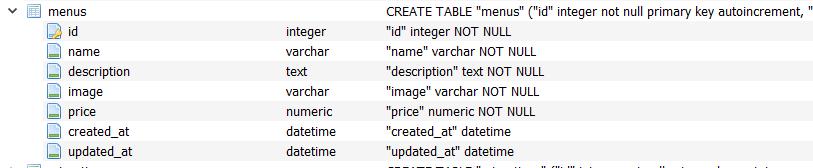 menus CREATE TABLE "menus" ("id" integer not null primary key autoincrement, "
id integer "id" integer NOT NULL
name varchar "name" varchar NOT NULL
description text "description" text NOT NULL
image varchar "image" varchar NOT NULL
price numeric "price" numeric NOT NULL
created_at datetime "created_at" datetime
updated_at datetime "updated_at" datetime